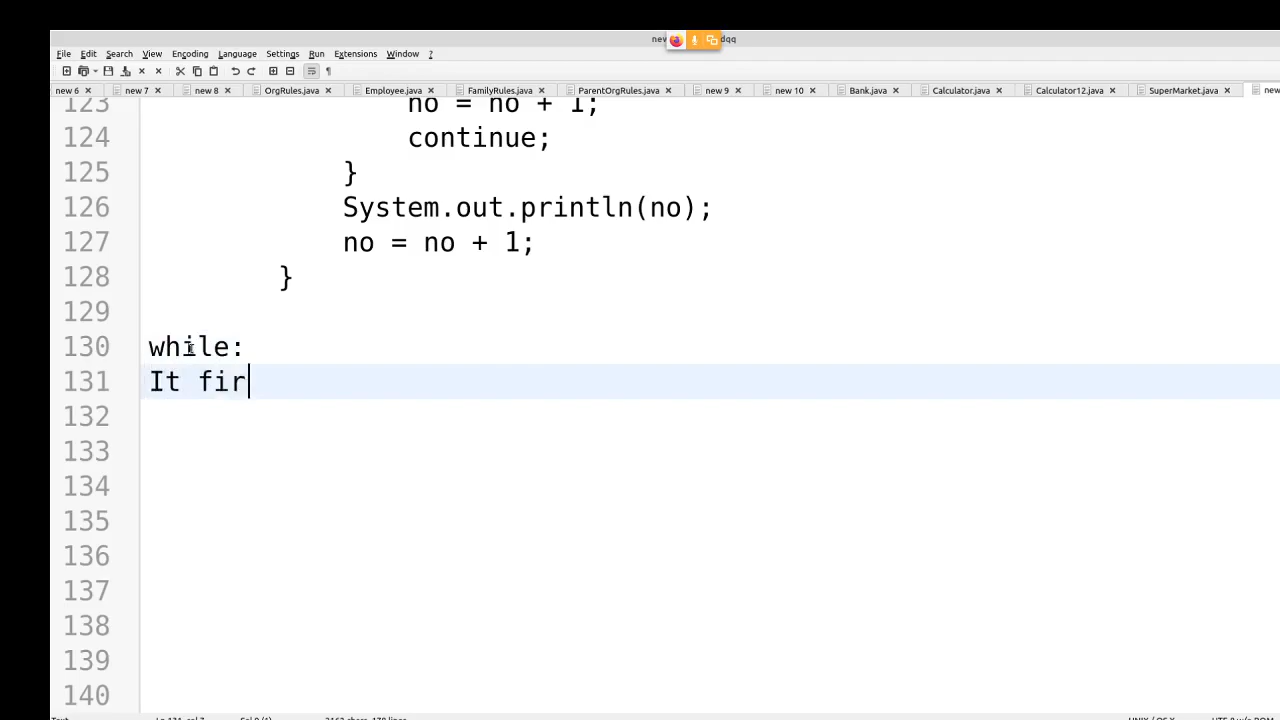 new dqq
File Edit Search View Encoding Language Settings Run Extensions Window ?
new 6 new 7 new 8 OrgRules.java Employee.java FamilyRules.java ParentOrgRules.java new 9 new 10 Bank.java Calculator.java Calculator12.java SuperMarket.java new
123 no = no + 1;
124 continue;
125 }
126 System.out.println(no);
127 no = no + 1;
128 }
129
130 while:
131 It fir
132
133
134
135
136
137
138
139
140